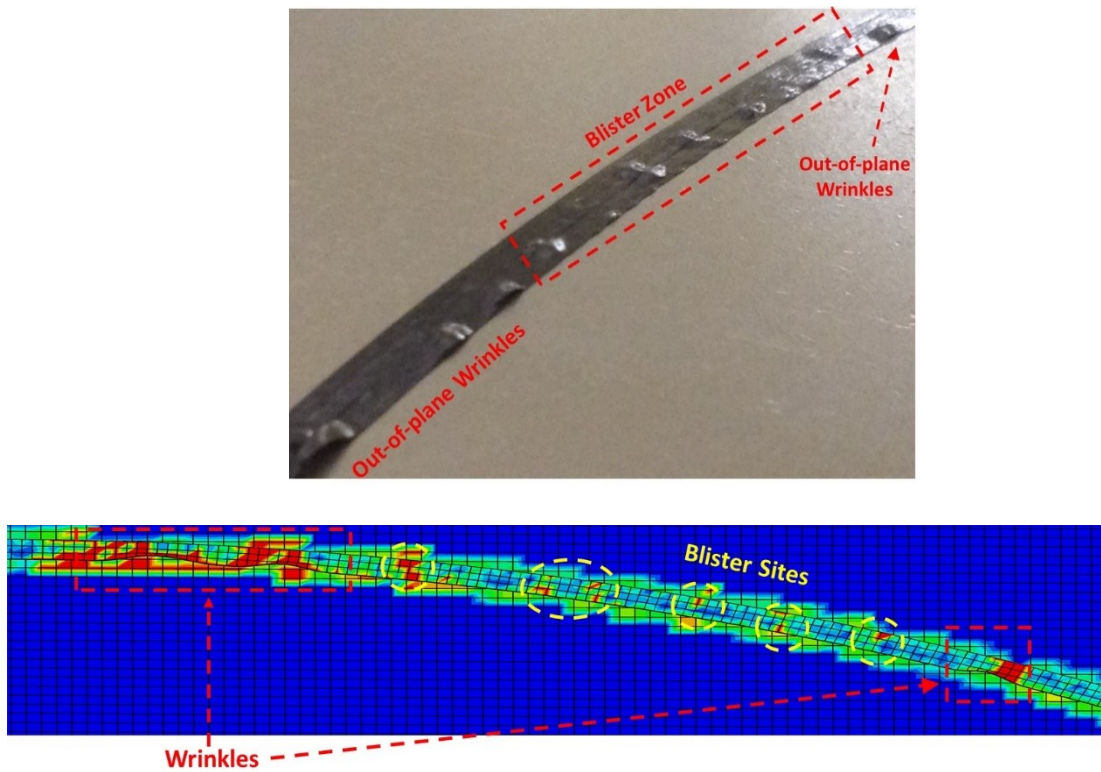 Blister Zone
Out-of-plane
Wrinkles
Out-of-plane Wrinkles
Blister Sites
Wrinkles